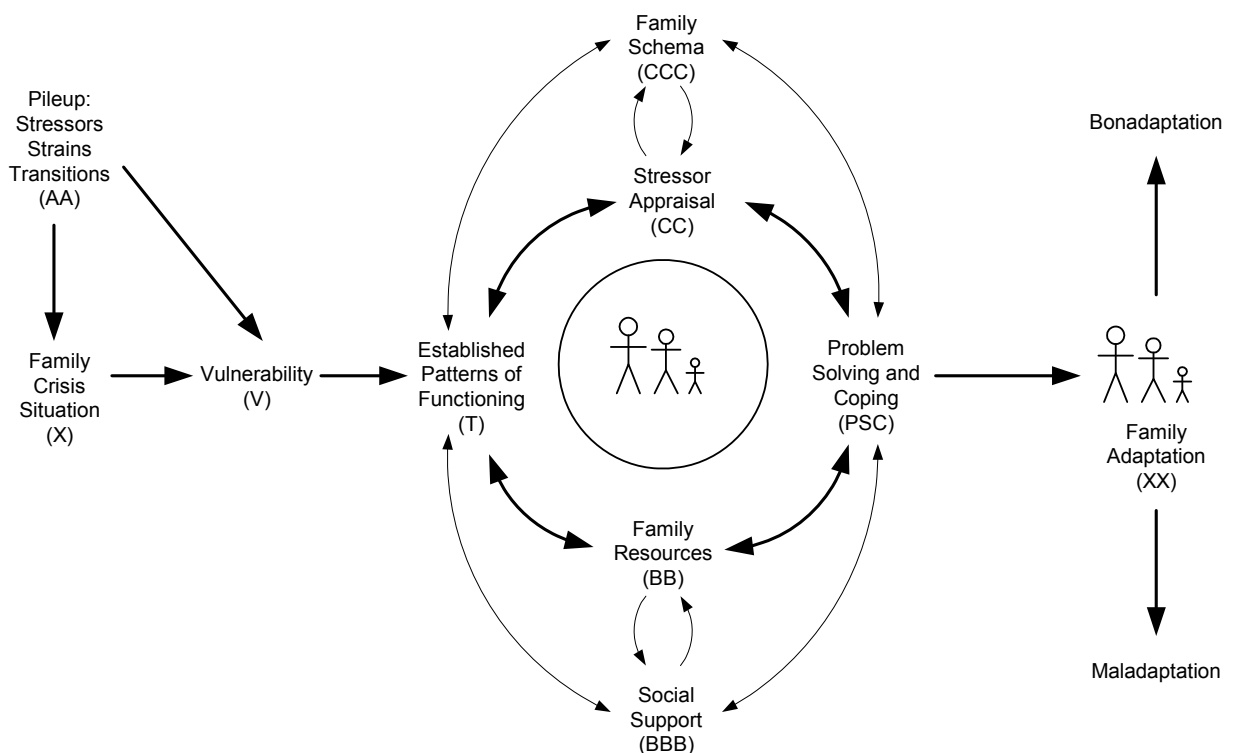 Family
Schema
(CCC)
Pileup:
Stressors
Strains
Transitions
(AA)
Bonadaptation
Stressor
Appraisal
(CC)
Family
Crisis
Situation
(X)
Vulnerability
(V)
Established
Patterns of
Functioning
(T)
Problem
Solving and
Coping
(PSC)
Family
Adaptation
(XX)
Family
Resources
(BB)
Social
Support
(BBB)
Maladaptation